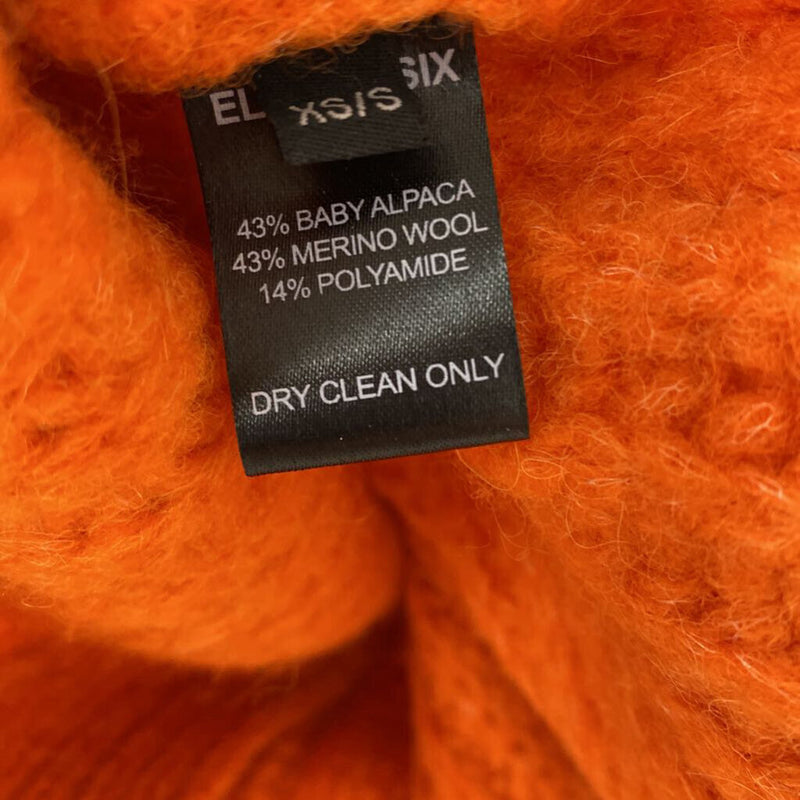 EL SIX
XS/S
43% BABY ALPACA
43% MERINO WOOL
14% POLYAMIDE
DRY CLEAN ONLY